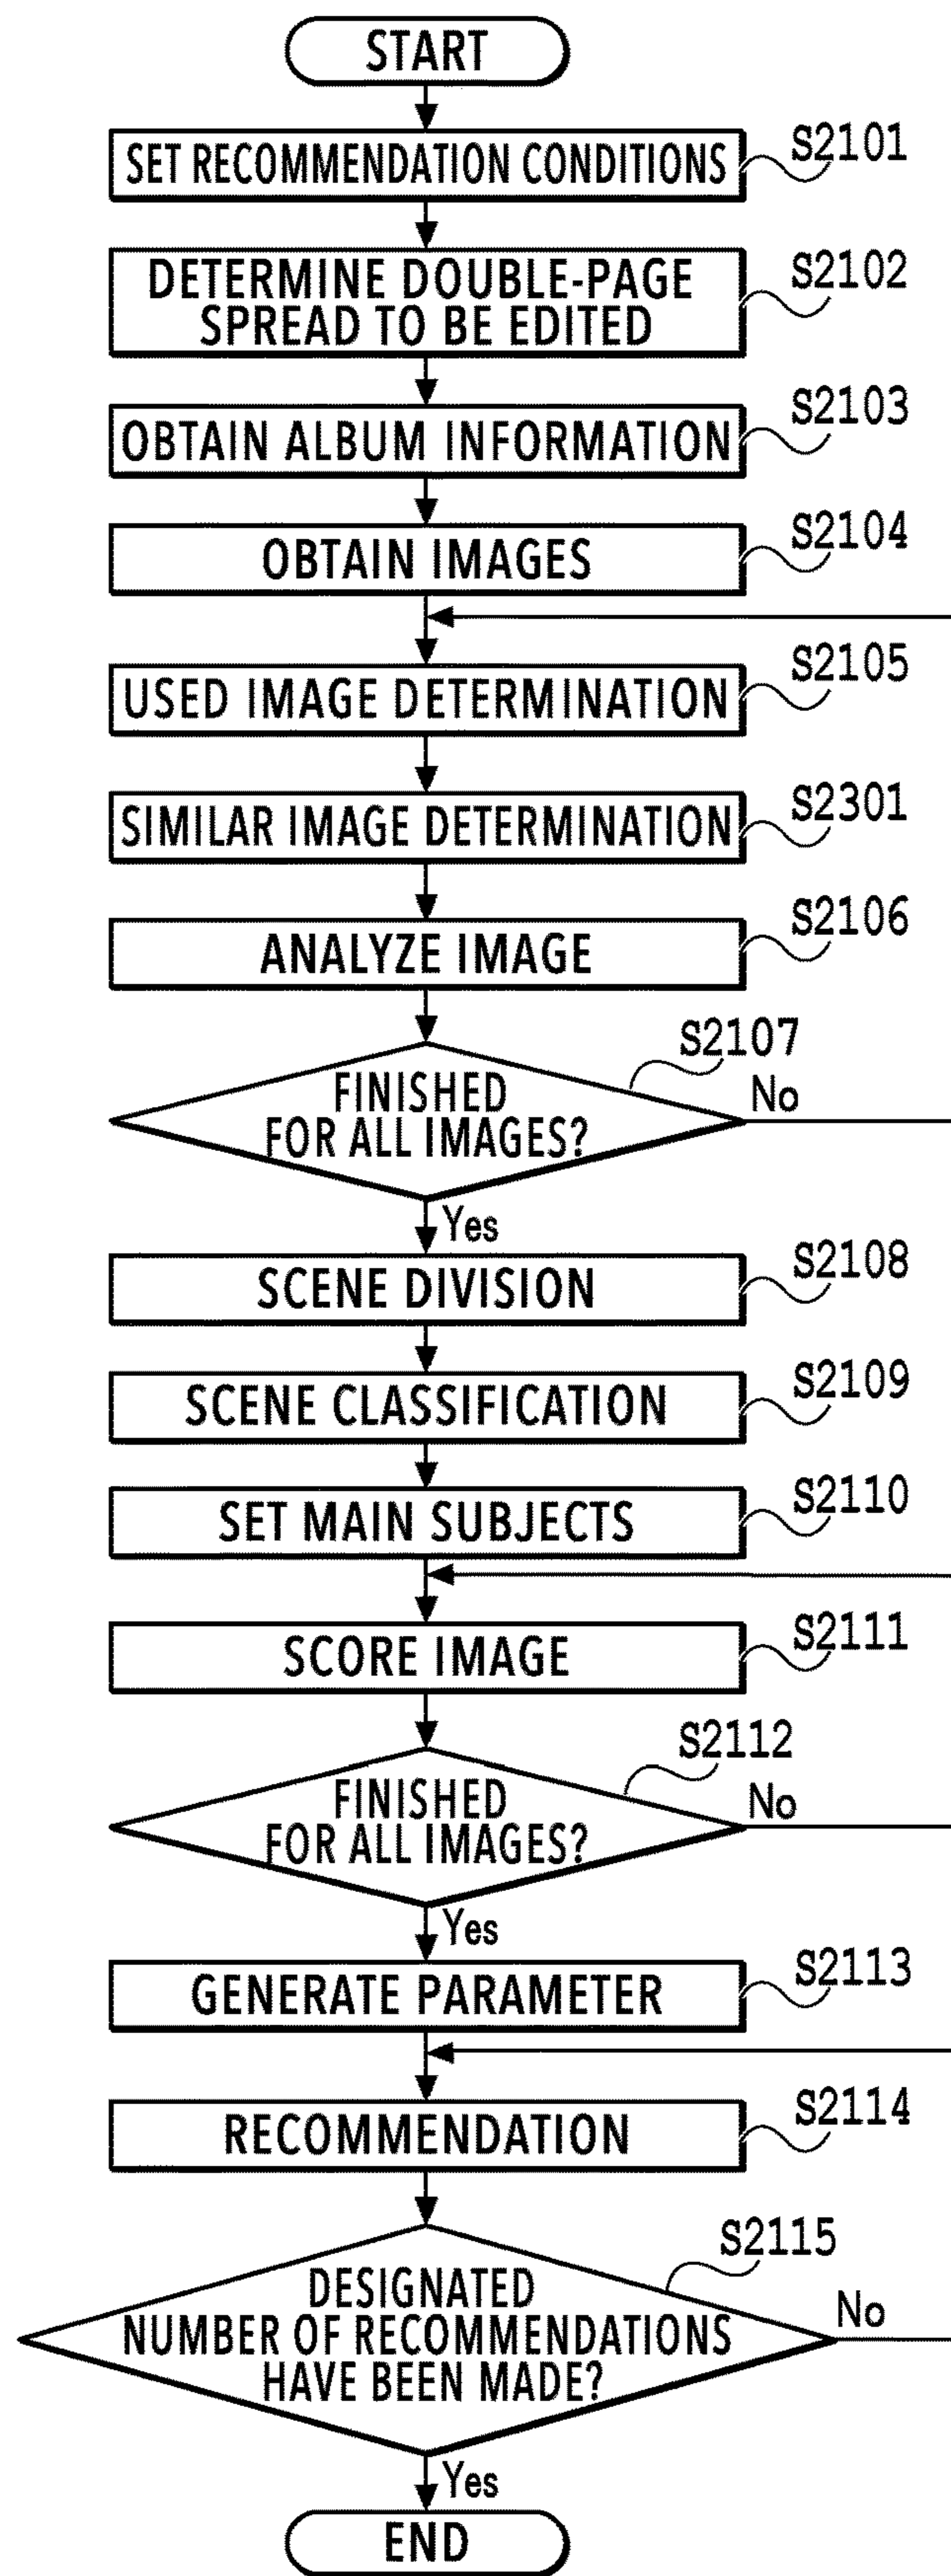 START
SET RECOMMENDATION CONDITIONS
S2101
DETERMINE DOUBLE-PAGE
SPREAD TO BE EDITED
S2102
OBTAIN ALBUM INFORMATION
S2103
OBTAIN IMAGES
S2104
USED IMAGE DETERMINATION
S2105
SIMILAR IMAGE DETERMINATION
S2301
ANALYZE IMAGE
S2106
S2107
FINISHED
FOR ALL IMAGES?
No
Yes
SCENE DIVISION
S2108
SCENE CLASSIFICATION
S2109
SET MAIN SUBJECTS
S2110
SCORE IMAGE
S2111
S2112
FINISHED
FOR ALL IMAGES?
No
Yes
GENERATE PARAMETER
S2113
RECOMMENDATION
S2114
S2115
DESIGNATED
NUMBER OF RECOMMENDATIONS
HAVE BEEN MADE?
No
Yes
END